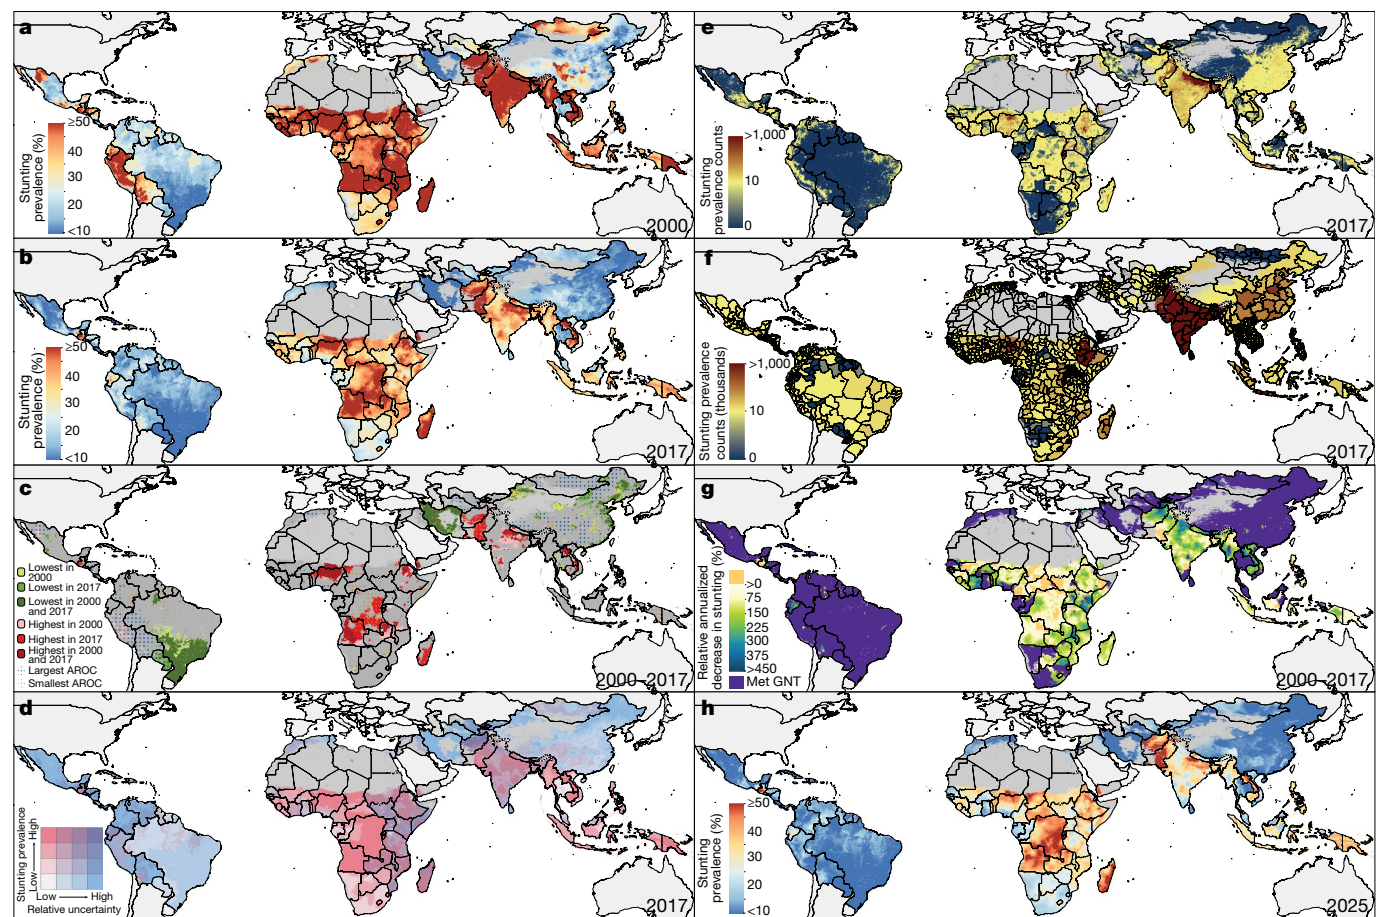 a
Stunting
prevalence (%)
≥50
40
30
20
<10
2000
b
Stunting
prevalence (%)
≥50
40
30
20
<10
2017
c
Lowest in
2000
Lowest in 2017
Lowest in 2000
and 2017
Highest in 2000
Highest in 2017
Highest in 2000
and 2017
Largest AROC
Smallest AROC
2000–2017
d
Stunting prevalence
Low
High
Low
High
Relative uncertainty
2017
e
Stunting
prevalence counts
>1,000
10
0
2017
f
Stunting prevalence
counts (thousands)
>1,000
10
0
2017
g
Relative annualized
decrease in stunting (%)
>0
75
150
225
300
375
>450
Met GNT
2000–2017
h
Stunting
prevalence (%)
≥50
40
30
20
<10
2025